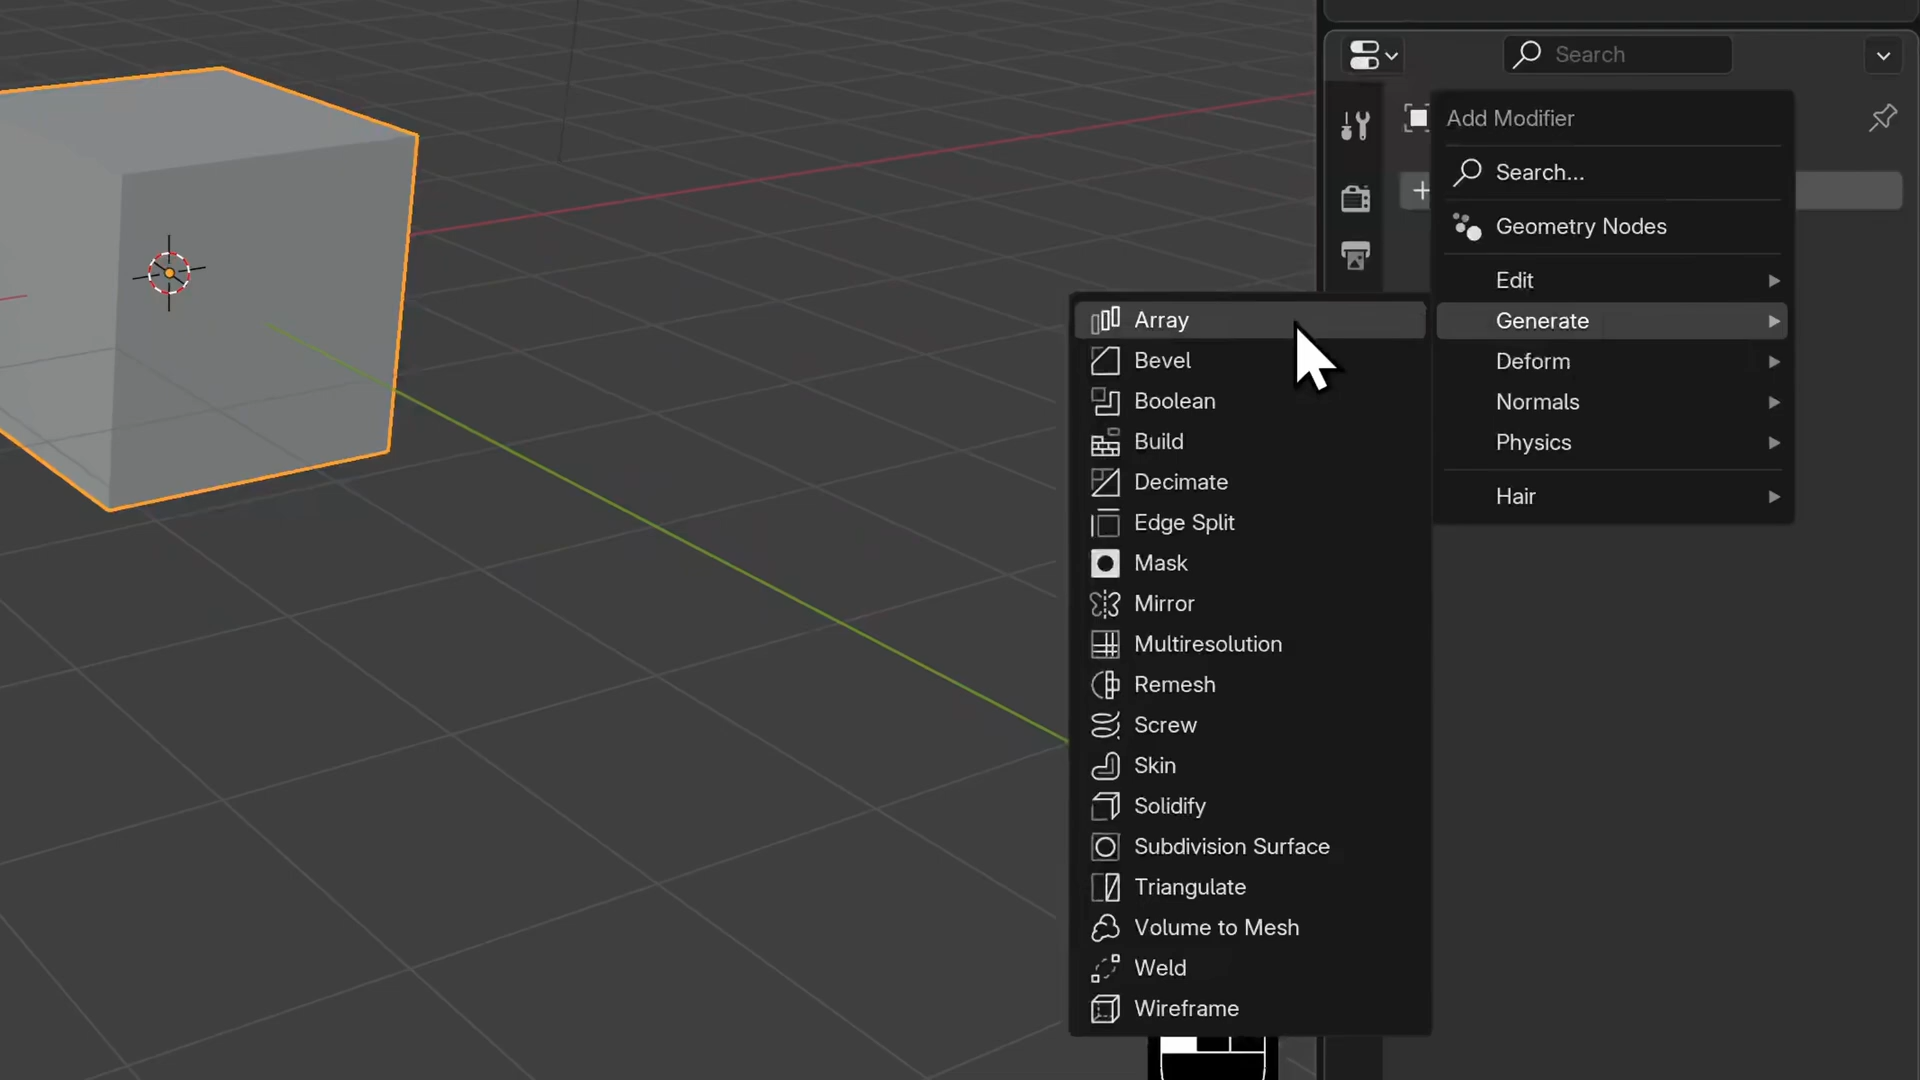 Search
Add Modifier
Search...
Geometry Nodes
Edit
Generate
Deform
Normals
Physics
Hair
Array
Bevel
Boolean
Build
Decimate
Edge Split
Mask
Mirror
Multiresolution
Remesh
Screw
Skin
Solidify
Subdivision Surface
Triangulate
Volume to Mesh
Weld
Wireframe